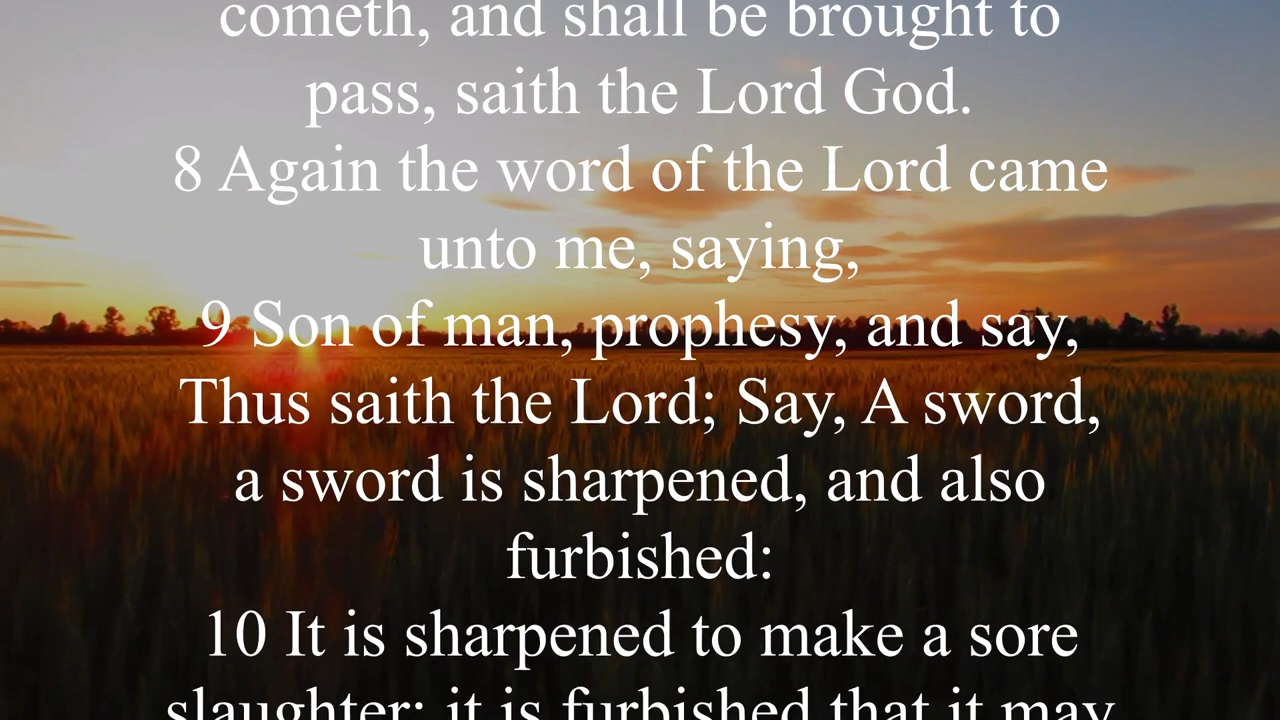 cometh, and shall be brought to
pass, saith the Lord God.
8 Again the word of the Lord came
unto me, saying,
9 Son of man, prophesy, and say,
Thus saith the Lord; Say, A sword,
a sword is sharpened, and also
furbished:
10 It is sharpened to make a sore
slaughter; it is furbished that it may